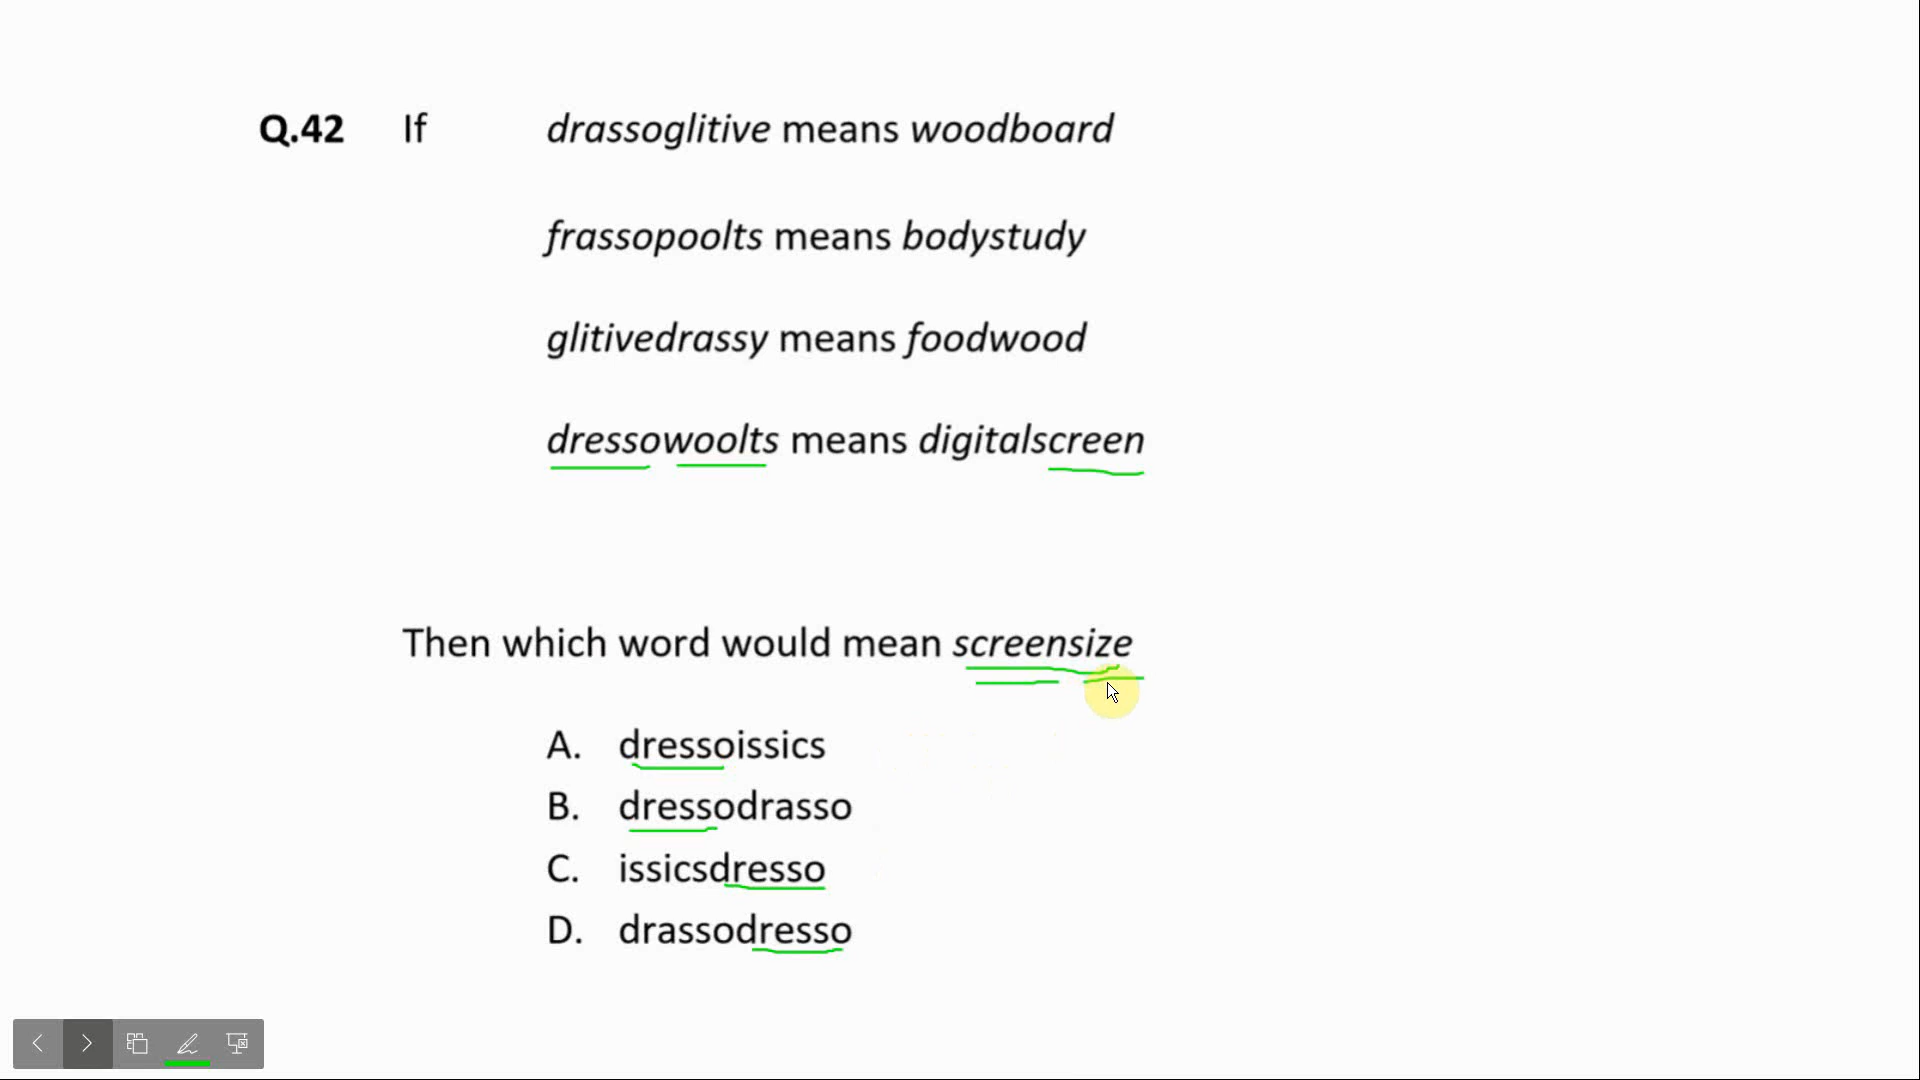 Q.42 If drassoglitive means woodboard
frassopoolts means bodystudy
glitivedrassy means foodwood
dressowoolts means digitalscreen
Then which word would mean screensize
A. dressoissics
B. dressodrasso
C. issicsdresso
D. drassodresso